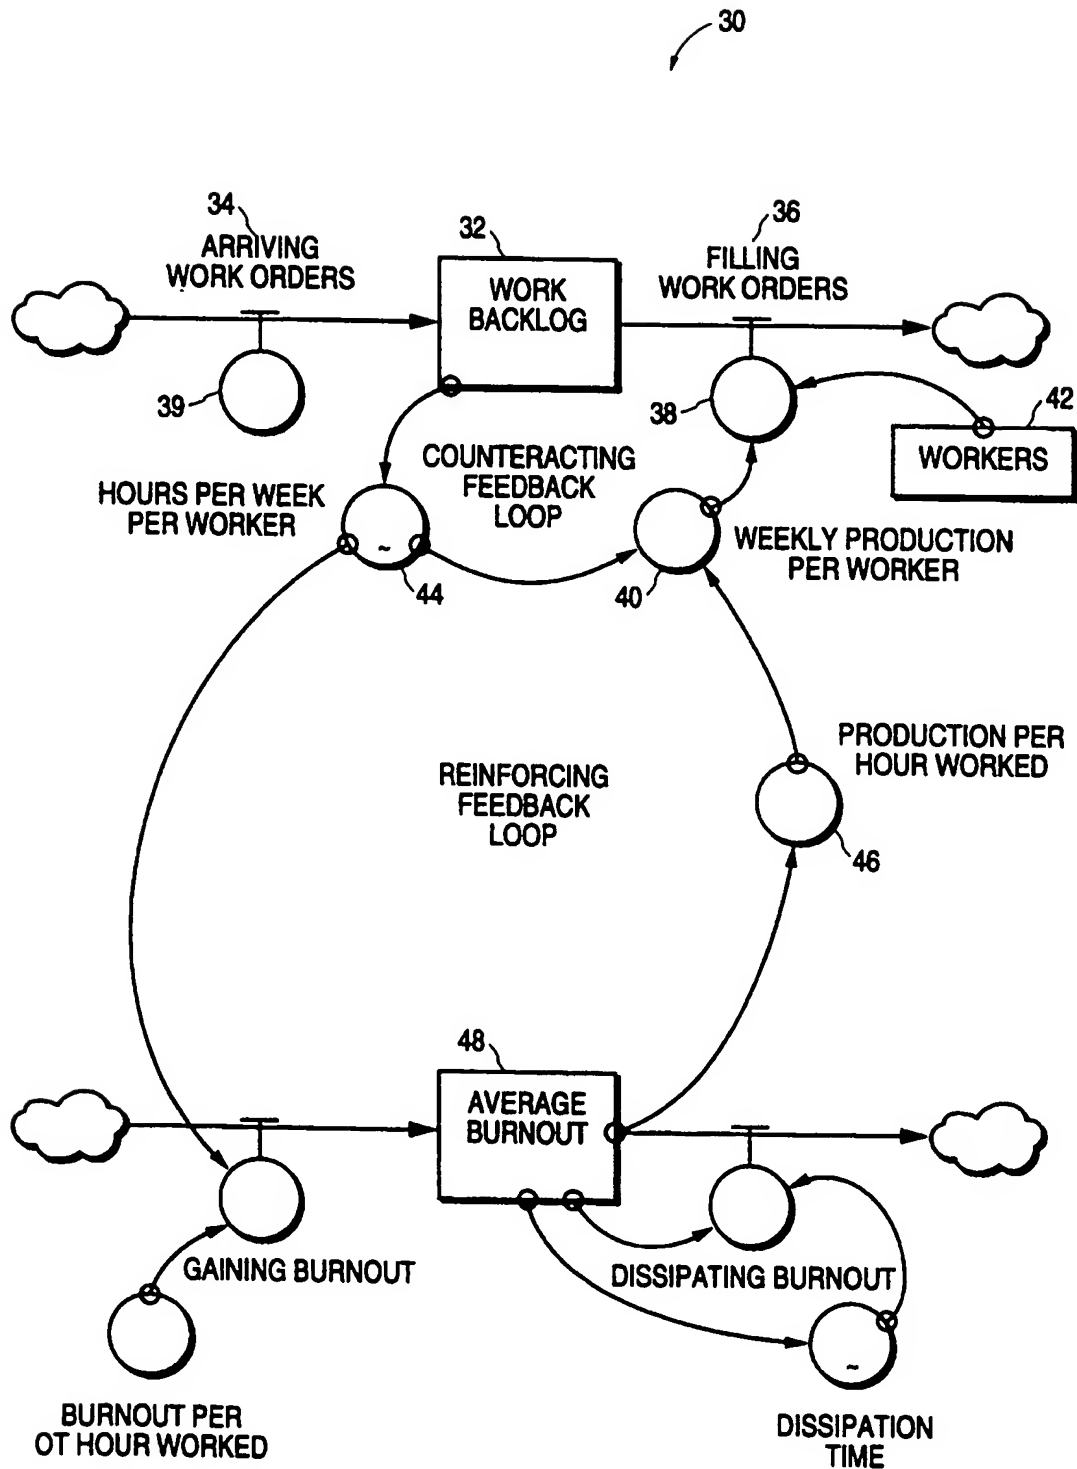 30
34
ARRIVING
WORK ORDERS
32
WORK
BACKLOG
36
FILLING
WORK ORDERS
39
38
42
WORKERS
COUNTERACTING
FEEDBACK
LOOP
HOURS PER WEEK
PER WORKER
~
44
40
WEEKLY PRODUCTION
PER WORKER
PRODUCTION PER
HOUR WORKED
REINFORCING
FEEDBACK
LOOP
46
48
AVERAGE
BURNOUT
GAINING BURNOUT
DISSIPATING BURNOUT
~
BURNOUT PER
OT HOUR WORKED
DISSIPATION
TIME